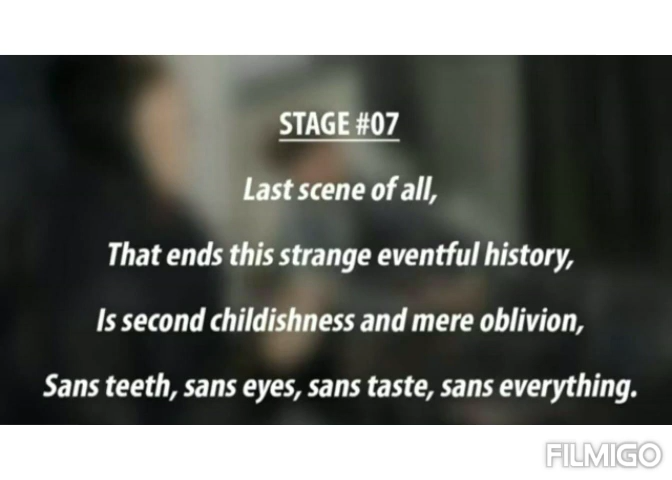 STAGE #07
Last scene of all,
That ends this strange eventful history,
Is second childishness and mere oblivion,
Sans teeth, sans eyes, sans taste, sans everything.
FILMIGO